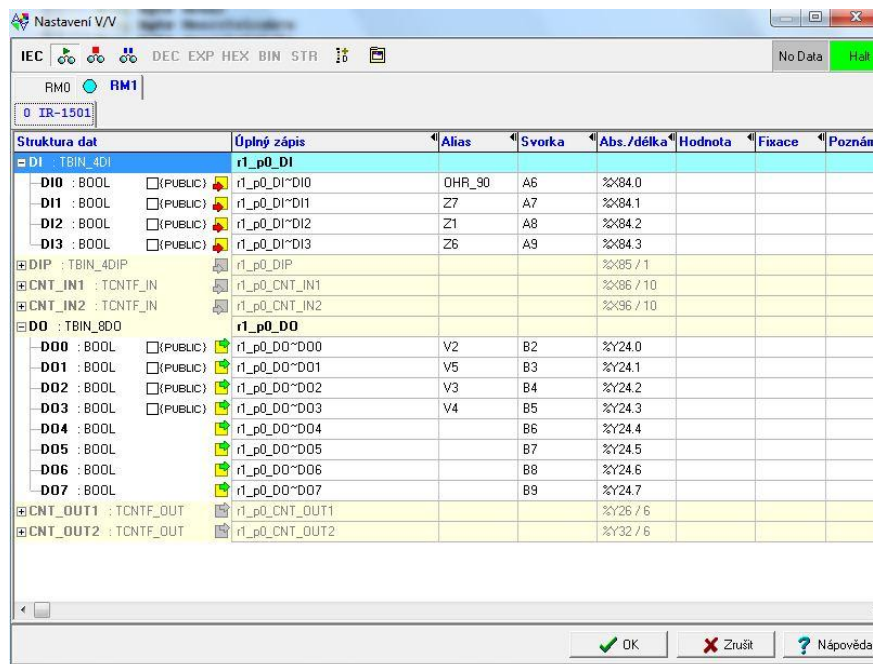 Nastavení V/V
IEC DEC EXP HEX BIN STR No Data Halt
RM0 RM1
0 IR-1501
Struktura dat Úplný zápis Alias Svorka Abs./délka Hodnota Fixace Poznám
DI : TBIN_4DI r1_p0_DI
DI0 : BOOL {PUBLIC} r1_p0_DI~DI0 OHR_90 A6 %X84.0
DI1 : BOOL {PUBLIC} r1_p0_DI~DI1 Z7 A7 %X84.1
DI2 : BOOL {PUBLIC} r1_p0_DI~DI2 Z1 A8 %X84.2
DI3 : BOOL {PUBLIC} r1_p0_DI~DI3 Z6 A9 %X84.3
DIP : TBIN_4DIP r1_p0_DIP %X85 / 1
CNT_IN1 : TCNTF_IN r1_p0_CNT_IN1 %X86 / 10
CNT_IN2 : TCNTF_IN r1_p0_CNT_IN2 %X96 / 10
DO : TBIN_8DO r1_p0_DO
DO0 : BOOL {PUBLIC} r1_p0_DO~DO0 V2 B2 %Y24.0
DO1 : BOOL {PUBLIC} r1_p0_DO~DO1 V5 B3 %Y24.1
DO2 : BOOL {PUBLIC} r1_p0_DO~DO2 V3 B4 %Y24.2
DO3 : BOOL {PUBLIC} r1_p0_DO~DO3 V4 B5 %Y24.3
DO4 : BOOL r1_p0_DO~DO4 B6 %Y24.4
DO5 : BOOL r1_p0_DO~DO5 B7 %Y24.5
DO6 : BOOL r1_p0_DO~DO6 B8 %Y24.6
DO7 : BOOL r1_p0_DO~DO7 B9 %Y24.7
CNT_OUT1 : TCNTF_OUT r1_p0_CNT_OUT1 %Y26 / 6
CNT_OUT2 : TCNTF_OUT r1_p0_CNT_OUT2 %Y32 / 6
OK Zrušit Nápověda